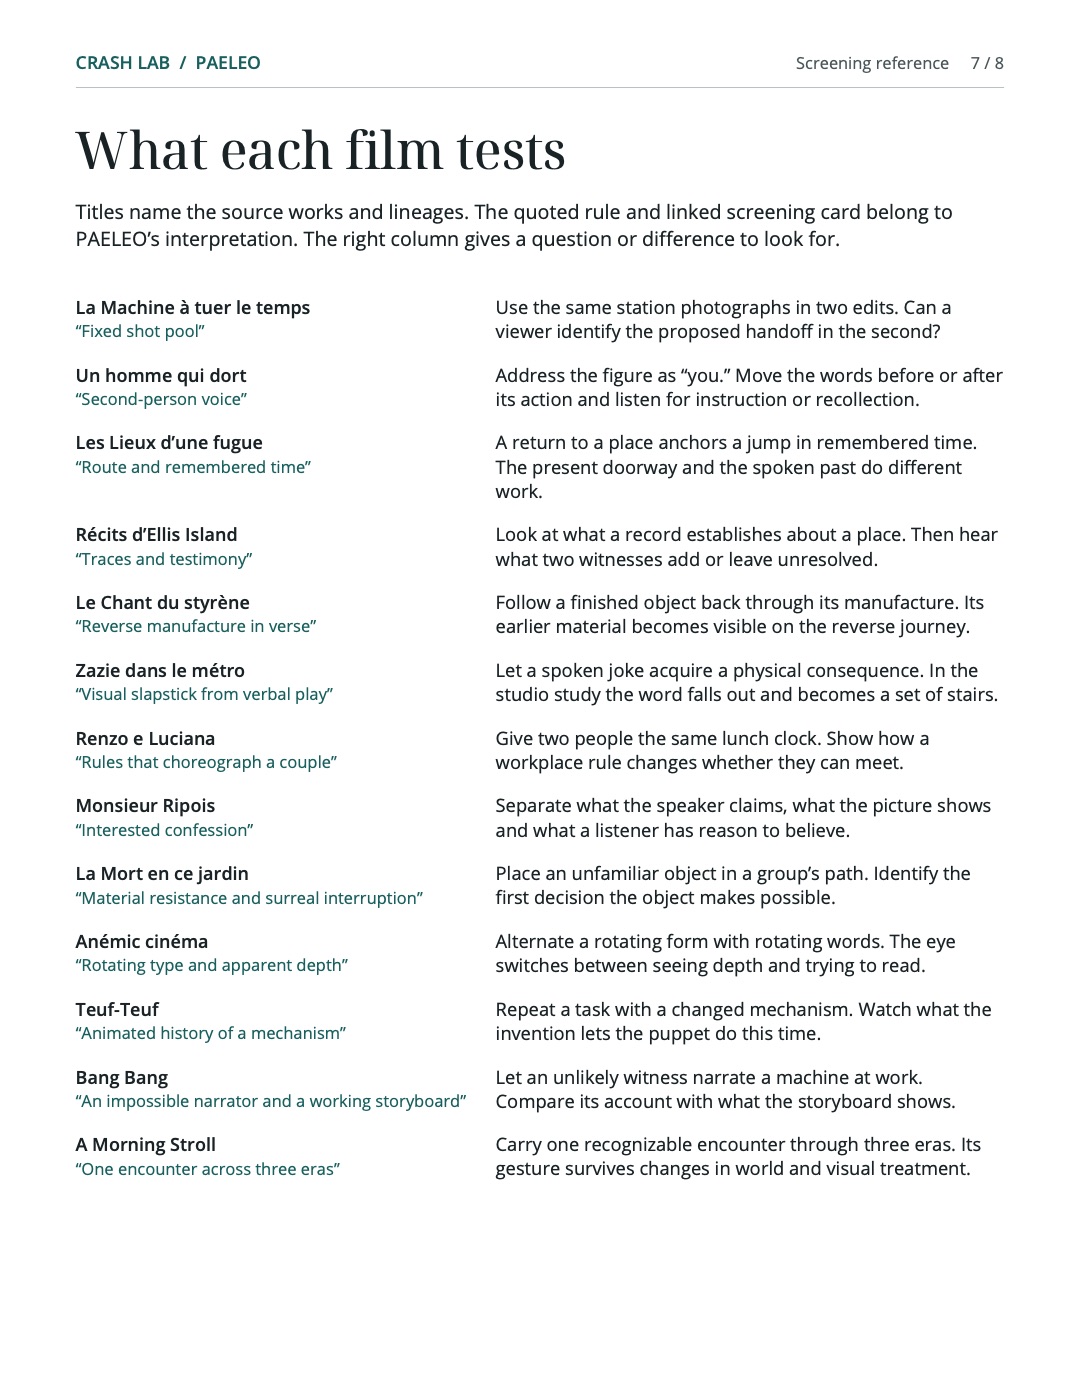 CRASH LAB / PAELEO
Screening reference 7 / 8
What each film tests
Titles name the source works and lineages. The quoted rule and linked screening card belong to
PAELEO’s interpretation. The right column gives a question or difference to look for.
La Machine à tuer le temps
“Fixed shot pool”
Use the same station photographs in two edits. Can a
viewer identify the proposed handoff in the second?
Un homme qui dort
“Second-person voice”
Address the figure as “you.” Move the words before or after
its action and listen for instruction or recollection.
Les Lieux d’une fugue
“Route and remembered time”
A return to a place anchors a jump in remembered time.
The present doorway and the spoken past do different
work.
Récits d’Ellis Island
“Traces and testimony”
Look at what a record establishes about a place. Then hear
what two witnesses add or leave unresolved.
Le Chant du styrène
“Reverse manufacture in verse”
Follow a finished object back through its manufacture. Its
earlier material becomes visible on the reverse journey.
Zazie dans le métro
“Visual slapstick from verbal play”
Let a spoken joke acquire a physical consequence. In the
studio study the word falls out and becomes a set of stairs.
Renzo e Luciana
“Rules that choreograph a couple”
Give two people the same lunch clock. Show how a
workplace rule changes whether they can meet.
Monsieur Ripois
“Interested confession”
Separate what the speaker claims, what the picture shows
and what a listener has reason to believe.
La Mort en ce jardin
“Material resistance and surreal interruption”
Place an unfamiliar object in a group’s path. Identify the
first decision the object makes possible.
Anémic cinéma
“Rotating type and apparent depth”
Alternate a rotating form with rotating words. The eye
switches between seeing depth and trying to read.
Teuf-Teuf
“Animated history of a mechanism”
Repeat a task with a changed mechanism. Watch what the
invention lets the puppet do this time.
Bang Bang
“An impossible narrator and a working storyboard”
Let an unlikely witness narrate a machine at work.
Compare its account with what the storyboard shows.
A Morning Stroll
“One encounter across three eras”
Carry one recognizable encounter through three eras. Its
gesture survives changes in world and visual treatment.